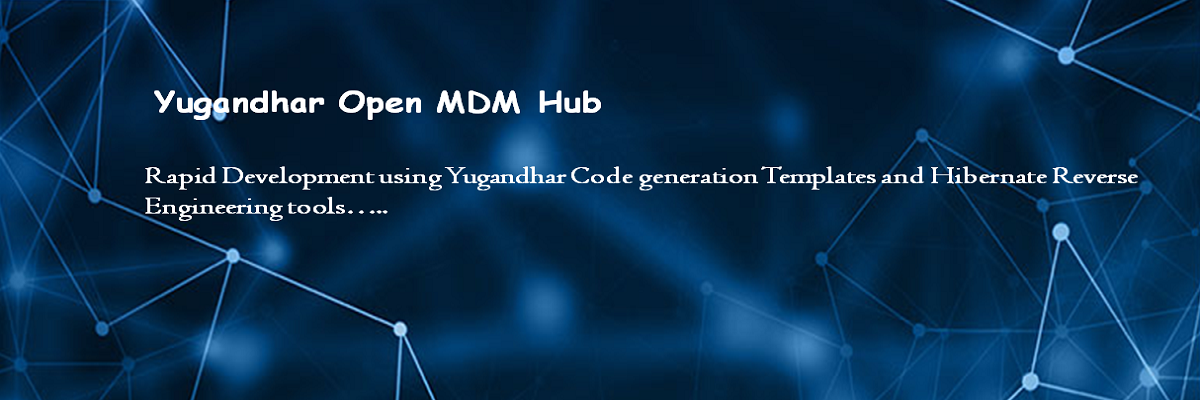 Yugandhar Open MDM Hub
Rapid Development using Yugandhar Code generation Templates and Hibernate Reverse
Engineering tools…..